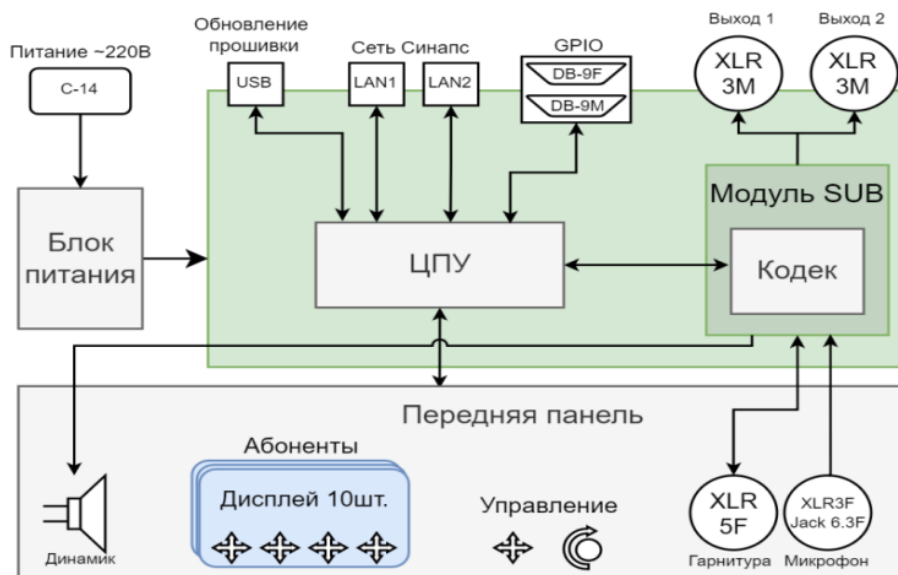 Питание ~220В
C-14
Блок
питания
Обновление
прошивки
USB
Сеть Синапс
LAN1
LAN2
GPIO
DB-9F
DB-9M
Выход 1
XLR
3M
Выход 2
XLR
3M
Модуль SUB
Кодек
ЦПУ
Передняя панель
Динамик
Абоненты
Дисплей 10шт.
Управление
XLR
5F
Гарнитура
XLR3F
Jack 6.3F
Микрофон